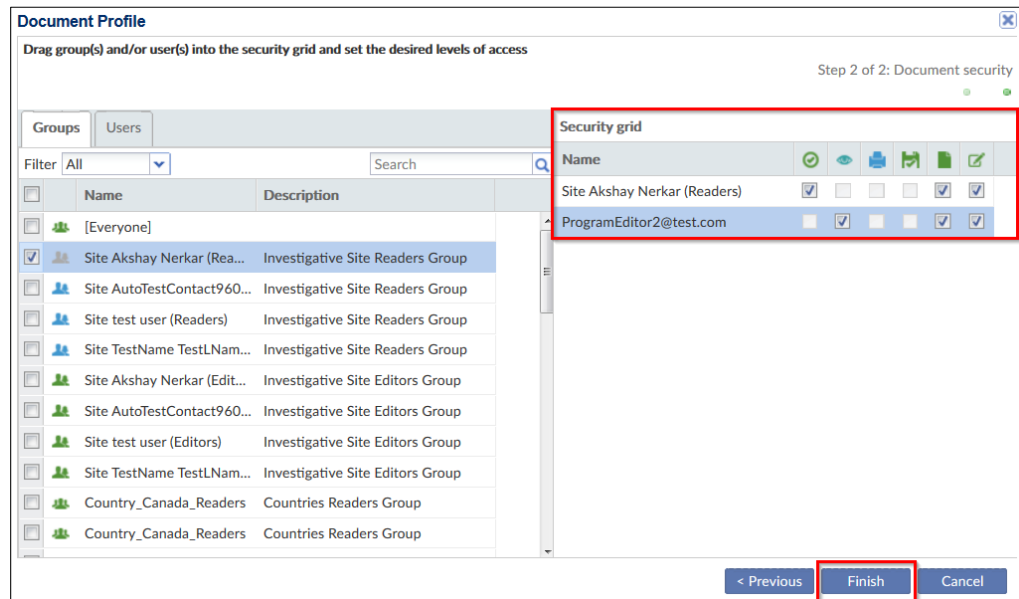 Document Profile
Drag group(s) and/or user(s) into the security grid and set the desired levels of access
Step 2 of 2: Document security
Groups
Users
Security grid
Filter All
Search
Name
Name
Description
Site Akshay Nerkar (Readers)
[Everyone]
ProgramEditor2@test.com
Site Akshay Nerkar (Rea... Investigative Site Readers Group
Site AutoTestContact960... Investigative Site Readers Group
Site test user (Readers) Investigative Site Readers Group
Site TestName TestLNam... Investigative Site Readers Group
Site Akshay Nerkar (Edit... Investigative Site Editors Group
Site AutoTestContact960... Investigative Site Editors Group
Site test user (Editors) Investigative Site Editors Group
Site TestName TestLNam... Investigative Site Editors Group
Country_Canada_Readers Countries Readers Group
Country_Canada_Readers Countries Readers Group
< Previous
Finish
Cancel